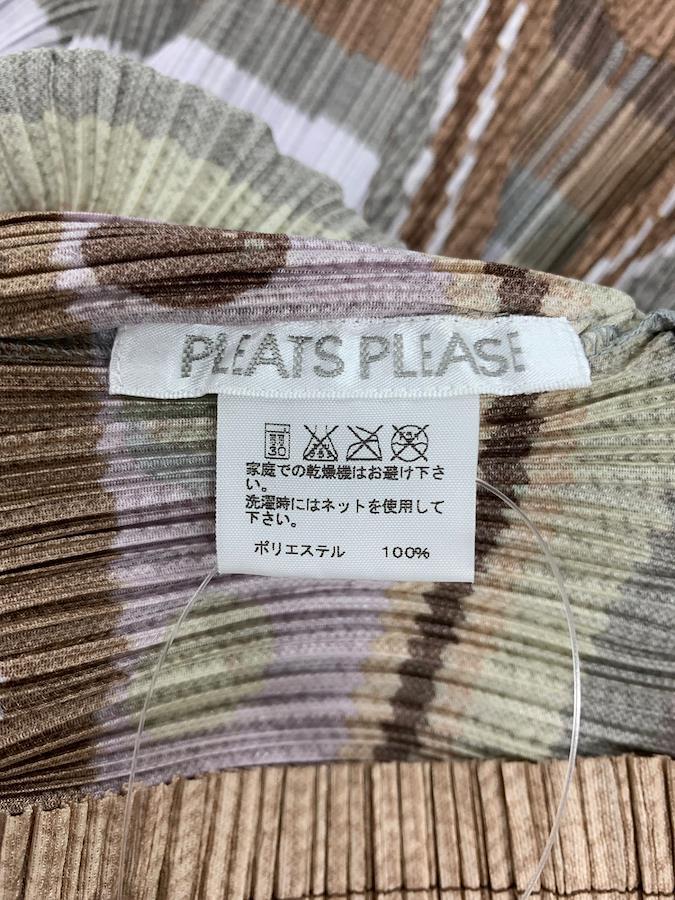 PLEATS PLEASE
30
家庭での乾燥機はお避け下さ
い。
洗濯時にはネットを使用して
下さい。
ポリエステル 100%